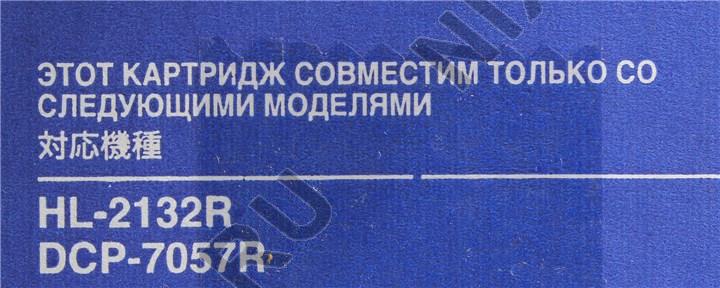 ЭТОТ КАРТРИДЖ СОВМЕСТИМ ТОЛЬКО СО
СЛЕДУЮЩИМИ МОДЕЛЯМИ
対応機種
HL-2132R
DCP-7057R